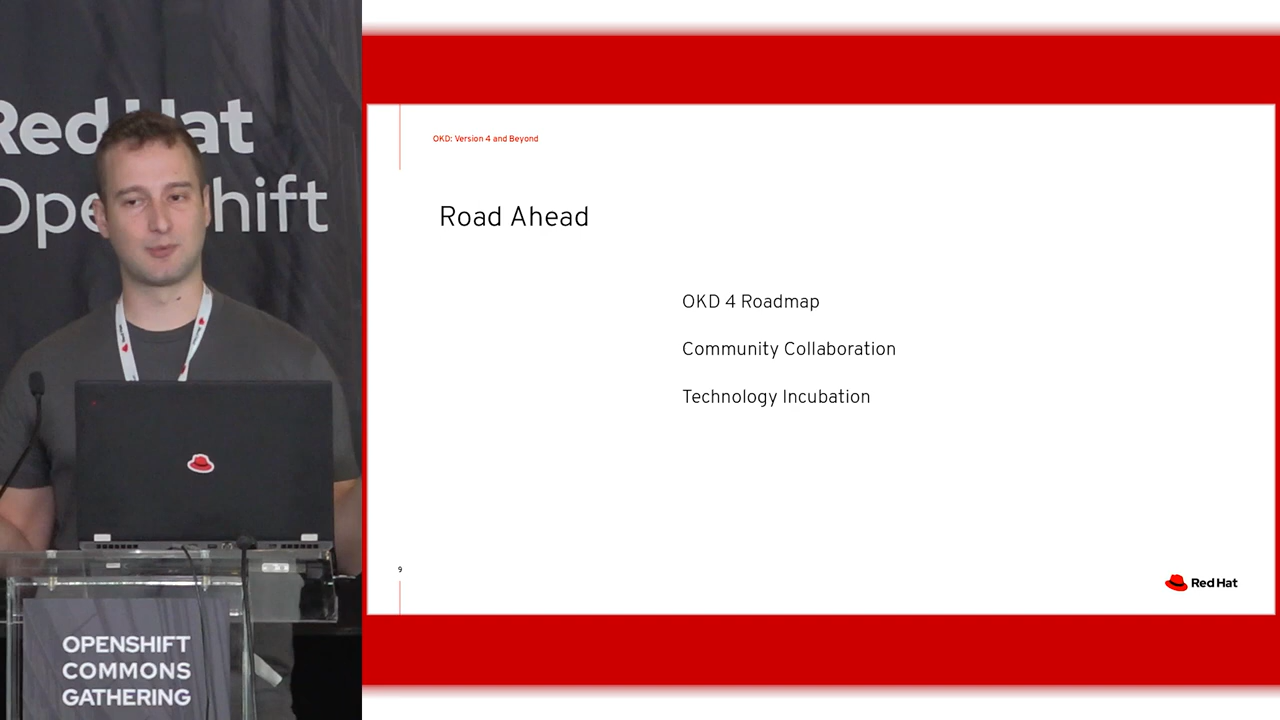 Red Hat
OpenShift
OPENSHIFT
COMMONS
GATHERING
OKD: Version 4 and Beyond
Road Ahead
OKD 4 Roadmap
Community Collaboration
Technology Incubation
9
Red Hat